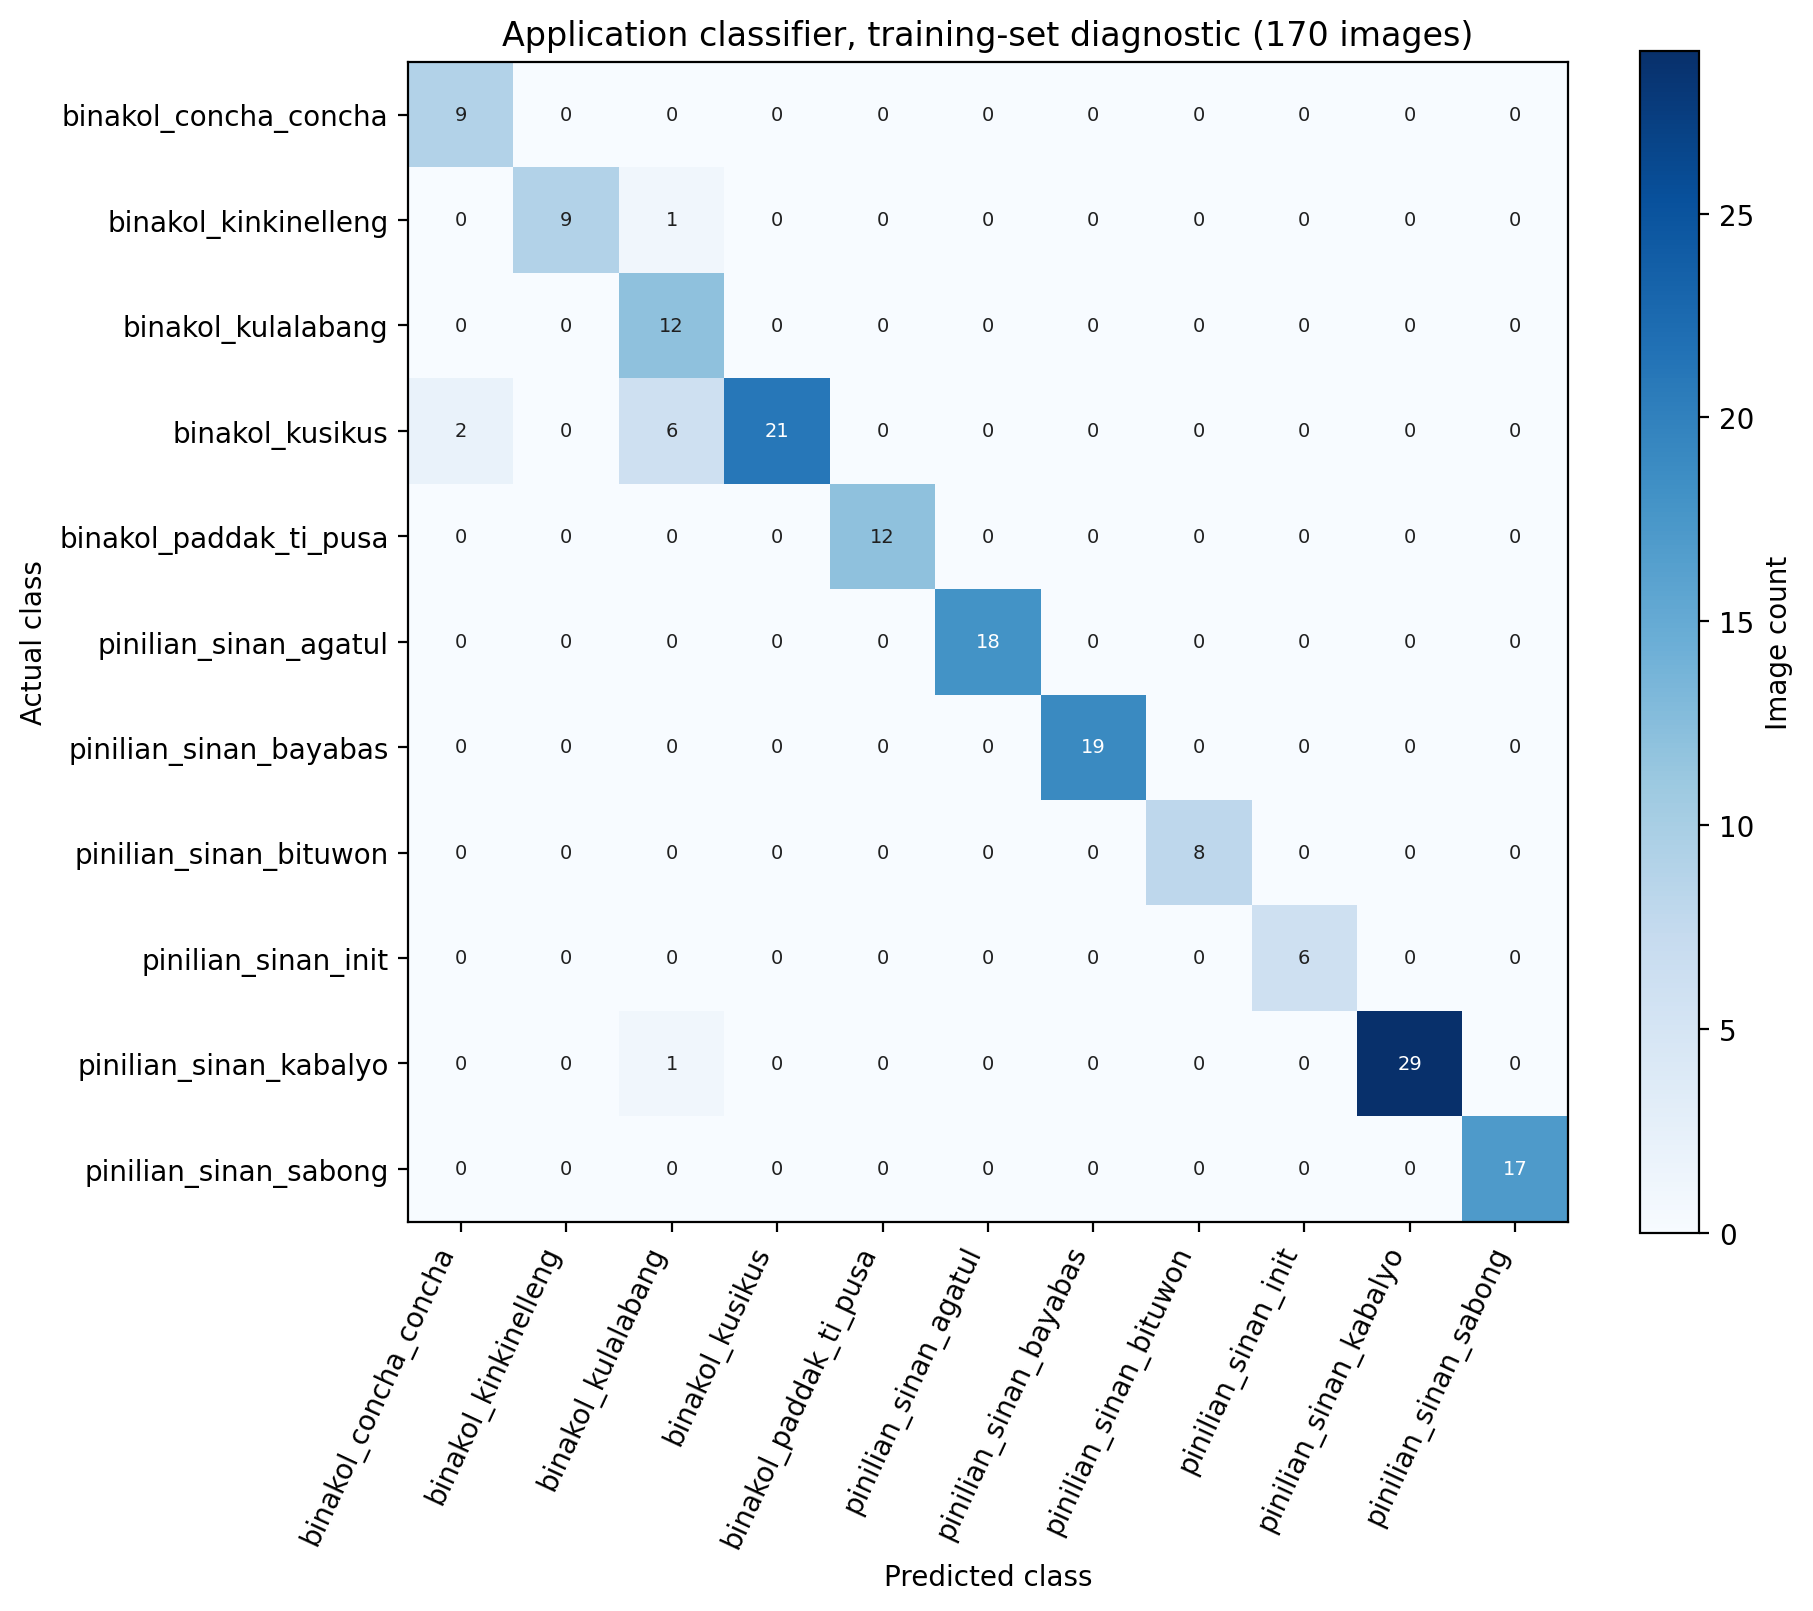 Application classifier, training-set diagnostic (170 images)
binakol_concha_concha 9 0 0 0 0 0 0 0 0 0 0
binakol_kinkinelleng 0 9 1 0 0 0 0 0 0 0 0
binakol_kulalabang 0 0 12 0 0 0 0 0 0 0 0
binakol_kusikus 2 0 6 21 0 0 0 0 0 0 0
binakol_paddak_ti_pusa 0 0 0 0 12 0 0 0 0 0 0
pinilian_sinan_agatul 0 0 0 0 0 18 0 0 0 0 0
pinilian_sinan_bayabas 0 0 0 0 0 0 19 0 0 0 0
pinilian_sinan_bituwon 0 0 0 0 0 0 0 8 0 0 0
pinilian_sinan_init 0 0 0 0 0 0 0 0 6 0 0
pinilian_sinan_kabalyo 0 0 1 0 0 0 0 0 0 29 0
pinilian_sinan_sabong 0 0 0 0 0 0 0 0 0 0 17
Actual class
binakol_concha_concha
binakol_kinkinelleng
binakol_kulalabang
binakol_kusikus
binakol_paddak_ti_pusa
pinilian_sinan_agatul
pinilian_sinan_bayabas
pinilian_sinan_bituwon
pinilian_sinan_init
pinilian_sinan_kabalyo
pinilian_sinan_sabong
Predicted class
25
20
15
10
5
0
Image count